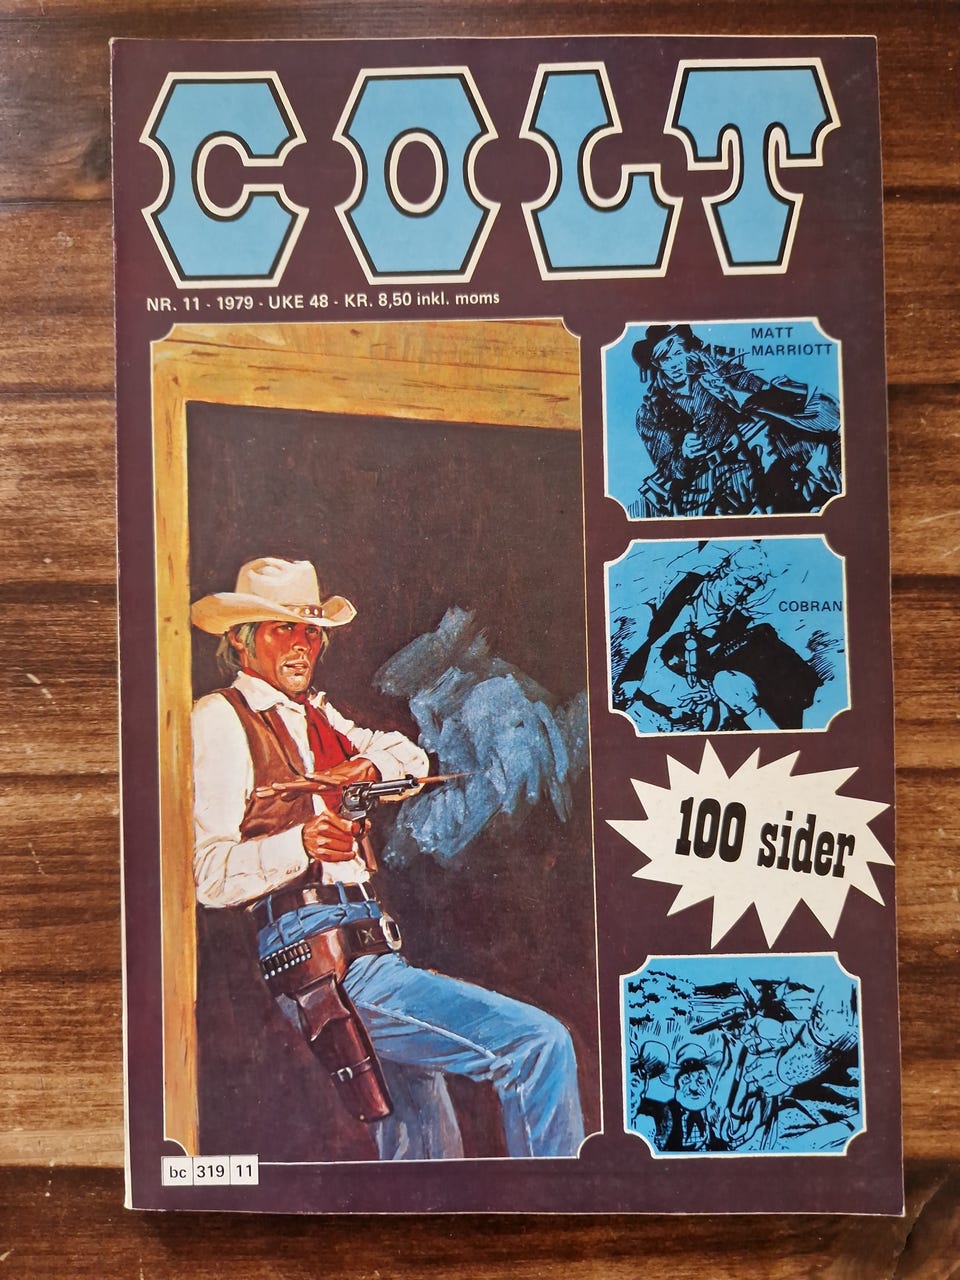 COLT
NR. 11 - 1979 - UKE 48 - KR. 8,50 inkl. moms
MATT
MARRIOTT
COBRAN
100 sider
bc 319 11